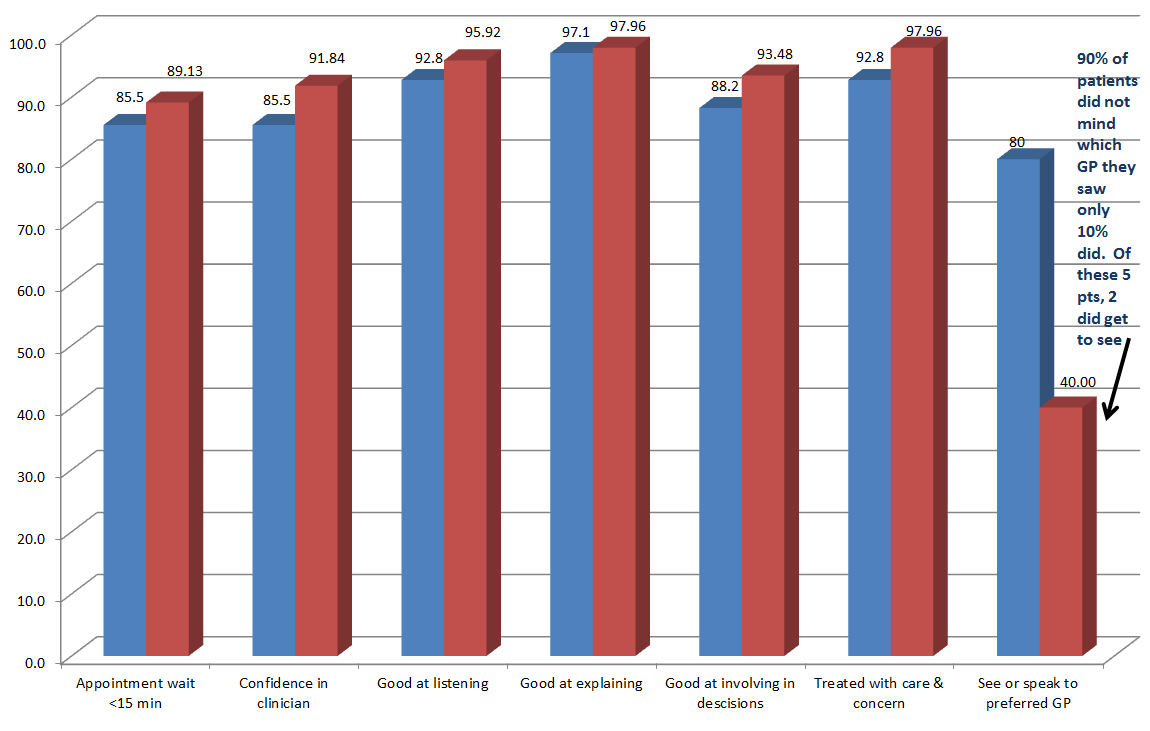 100.0
90.0
80.0
70.0
60.0
50.0
40.0
30.0
20.0
10.0
0.0
85.5
89.13
85.5
91.84
92.8
95.92
97.1
97.96
88.2
93.48
92.8
97.96
80
40.00
90% of
patients
did not
mind
which
GP they
saw
only
10%
did.  Of
these 5
pts, 2
did get
to see
Appointment wait
<15 min
Confidence in
clinician
Good at listening
Good at explaining
Good at involving in
descisions
Treated with care &
concern
See or speak to
preferred GP